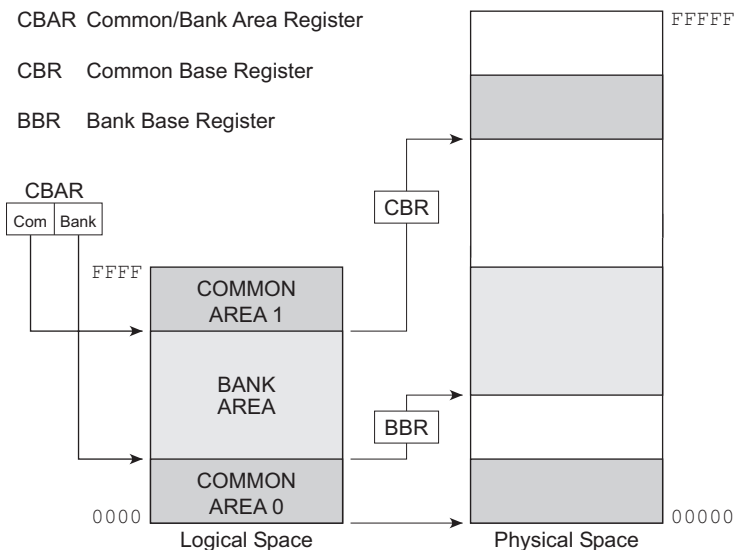 CBAR Common/Bank Area Register
FFFFF
CBR Common Base Register
BBR Bank Base Register
CBAR
Com Bank
CBR
FFFF
COMMON
AREA 1
BANK
AREA
BBR
COMMON
AREA 0
0000
00000
Logical Space
Physical Space